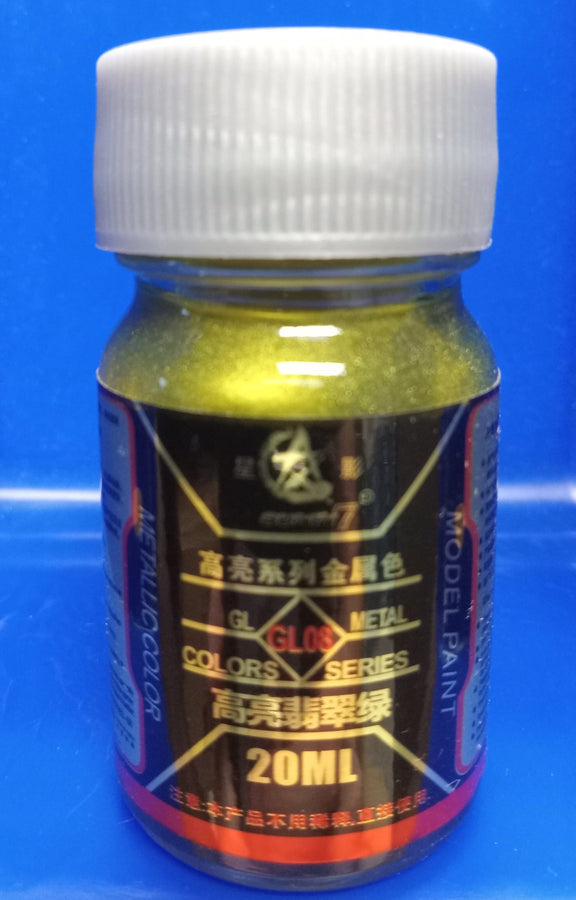 星 影
高亮系列金属色
GL METAL
GL08
COLORS SERIES
高亮翡翠绿
20ML
注意:本产品不用稀释,直接使用.
METALLIC COLOR
MODEL PAINT